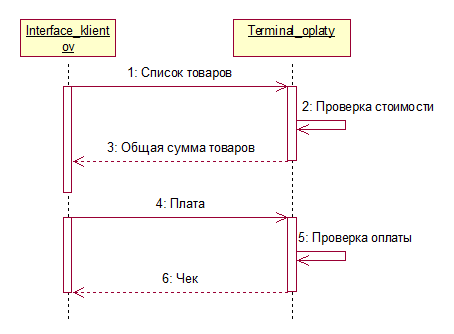 Interface_klient
ov
Terminal_oplaty
1: Список товаров
2: Проверка стоимости
3: Общая сумма товаров
4: Плата
5: Проверка оплаты
6: Чек